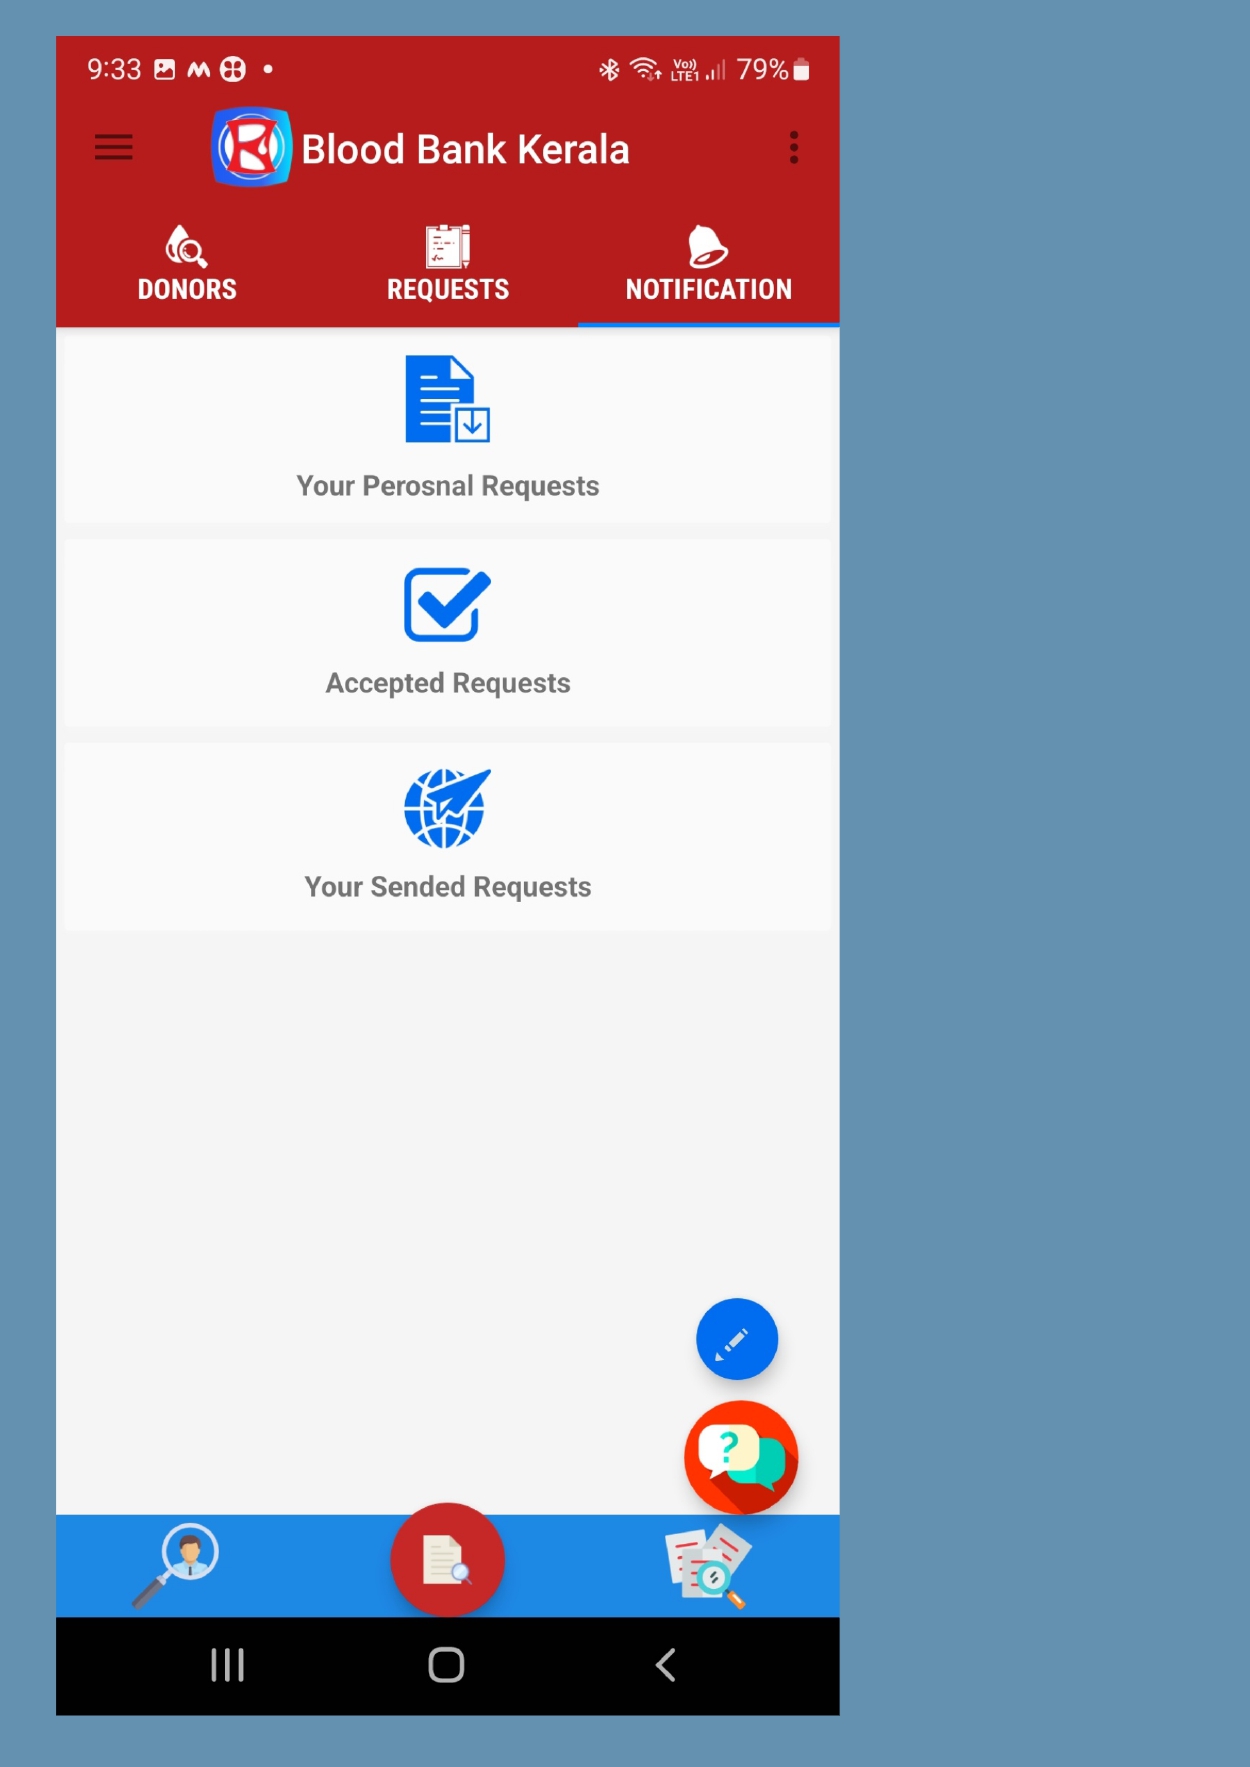 9:33 79%
Vo)) LTE1
Blood Bank Kerala
DONORS REQUESTS NOTIFICATION
Your Perosnal Requests
Accepted Requests
Your Sended Requests
?